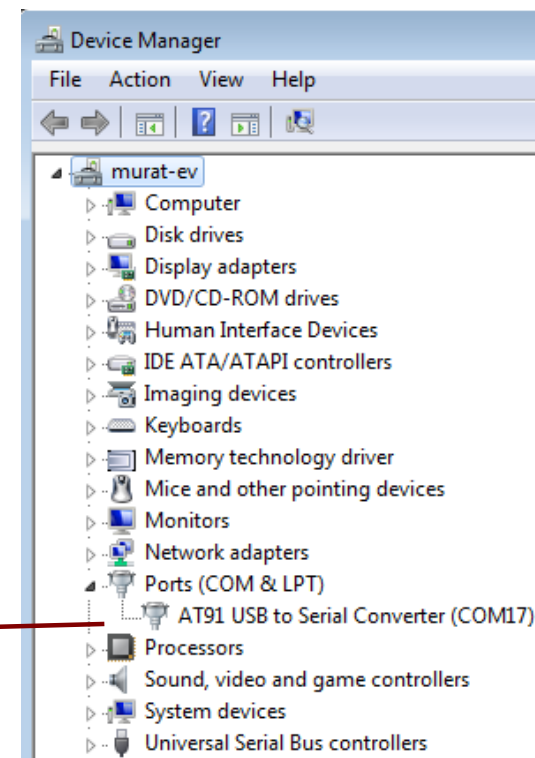 Device Manager
File Action View Help
murat-ev
Computer
Disk drives
Display adapters
DVD/CD-ROM drives
Human Interface Devices
IDE ATA/ATAPI controllers
Imaging devices
Keyboards
Memory technology driver
Mice and other pointing devices
Monitors
Network adapters
Ports (COM & LPT)
AT91 USB to Serial Converter (COM17)
Processors
Sound, video and game controllers
System devices
Universal Serial Bus controllers